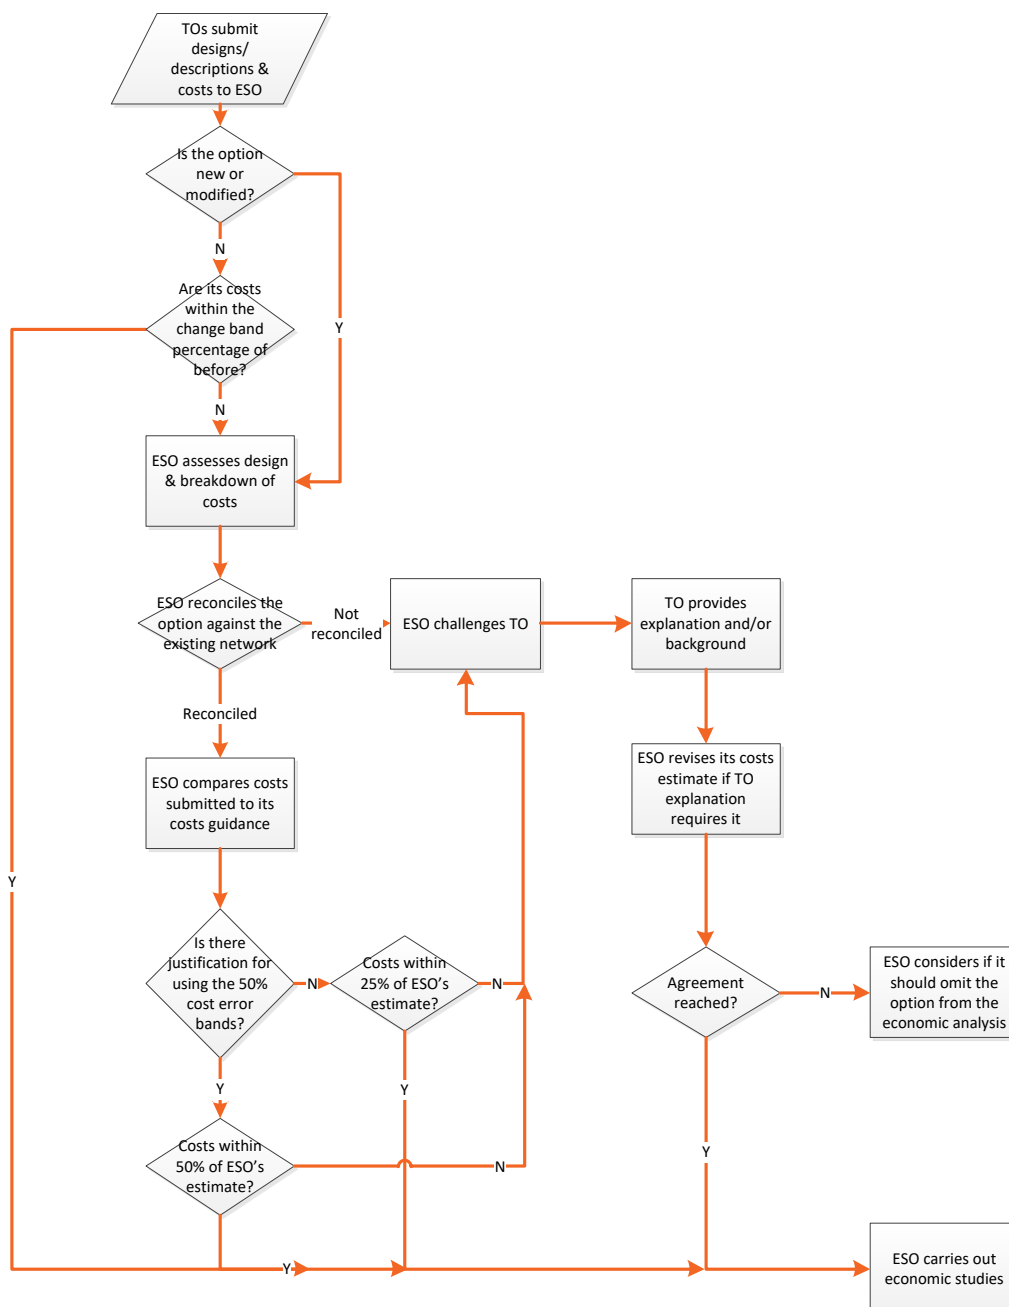 TOs submit
designs/
descriptions &
costs to ESO
Is the option
new or
modified?
N
Y
Are its costs
within the
change band
percentage of
before?
N
Y
ESO assesses design
& breakdown of
costs
ESO reconciles the
option against the
existing network
Not
reconciled
Reconciled
ESO challenges TO
TO provides
explanation and/or
background
ESO revises its costs
estimate if TO
explanation
requires it
ESO compares costs
submitted to its
costs guidance
Is there
justification for
using the 50%
cost error
bands?
N
Y
Costs within
25% of ESO's
estimate?
N
Y
Costs within
50% of ESO's
estimate?
N
Y
Agreement
reached?
N
Y
ESO considers if it
should omit the
option from the
economic analysis
ESO carries out
economic studies